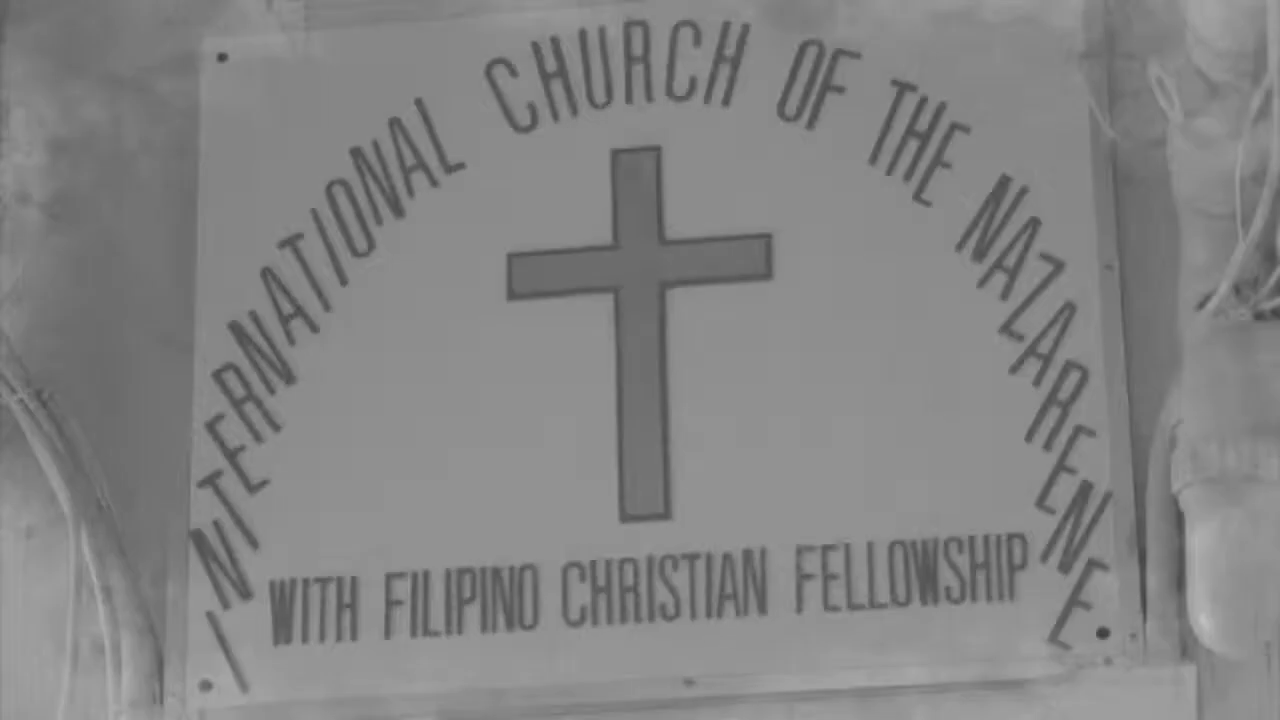 INTERNATIONAL CHURCH OF THE NAZARENE
WITH FILIPINO CHRISTIAN FELLOWSHIP